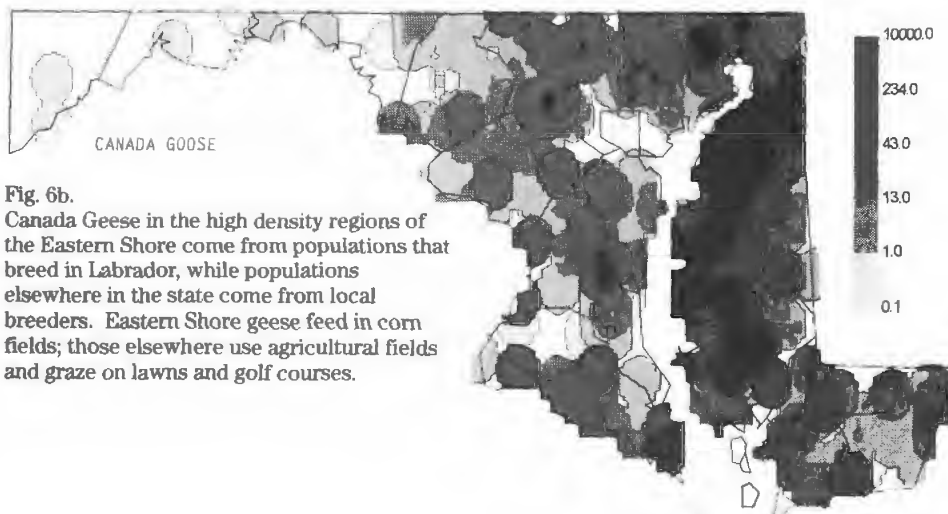 CANADA GOOSE
Fig. 6b.
Canada Geese in the high density regions of
the Eastern Shore come from populations that
breed in Labrador, while populations
elsewhere in the state come from local
breeders. Eastern Shore geese feed in corn
fields; those elsewhere use agricultural fields
and graze on lawns and golf courses.
10000.0
234.0
43.0
13.0
1.0
0.1